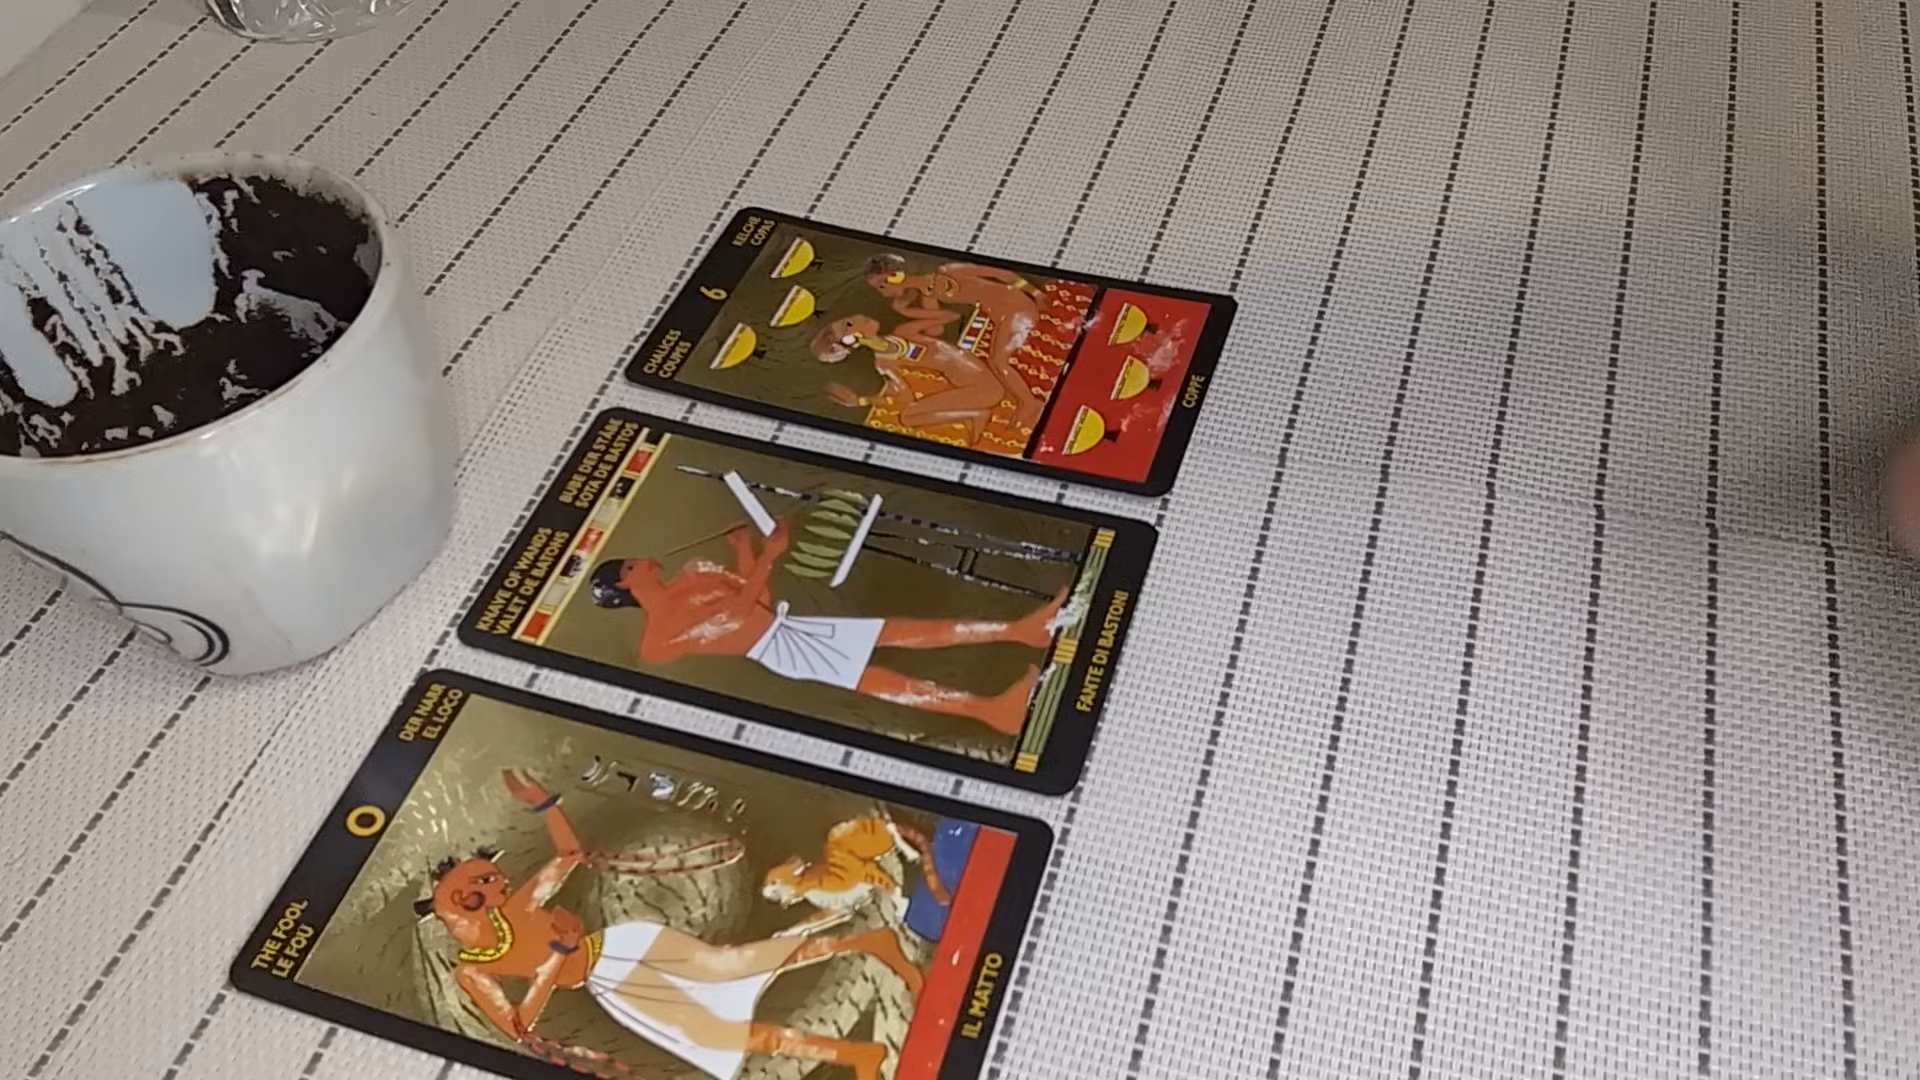 CHALICES
COUPES
6
KELCHE
COPAS
COPPE
KNAVE OF WANDS
VALET DE BATONS
BUBE DER STÄBE
SOTA DE BASTOS
FANTE DI BASTONI
THE FOOL
LE FOU
0
DER NARR
EL LOCO
IL MATTO